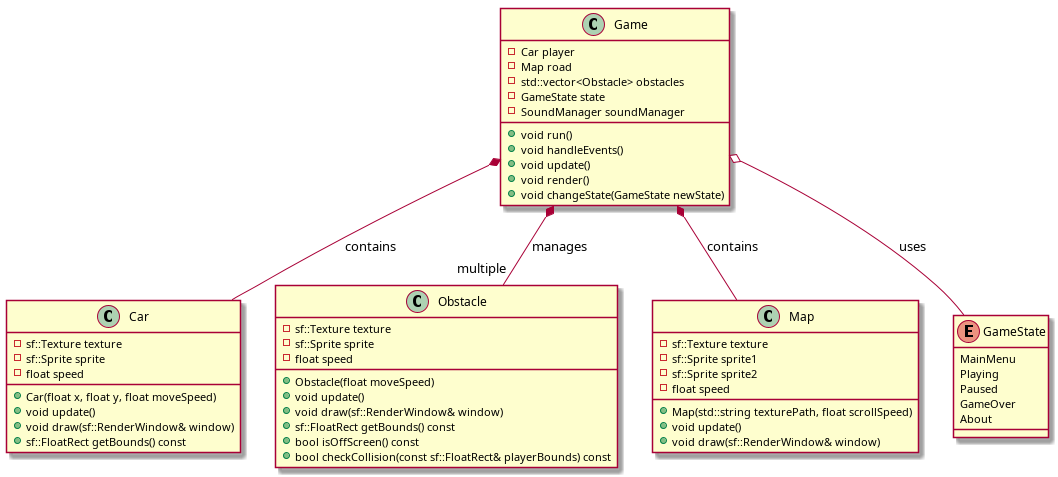 C Game
Car player
Map road
std::vector<Obstacle> obstacles
GameState state
SoundManager soundManager
void run()
void handleEvents()
void update()
void render()
void changeState(GameState newState)
contains
manages
multiple
contains
uses
C Car
sf::Texture texture
sf::Sprite sprite
float speed
Car(float x, float y, float moveSpeed)
void update()
void draw(sf::RenderWindow& window)
sf::FloatRect getBounds() const
C Obstacle
sf::Texture texture
sf::Sprite sprite
float speed
Obstacle(float moveSpeed)
void update()
void draw(sf::RenderWindow& window)
sf::FloatRect getBounds() const
bool isOffScreen() const
bool checkCollision(const sf::FloatRect& playerBounds) const
C Map
sf::Texture texture
sf::Sprite sprite1
sf::Sprite sprite2
float speed
Map(std::string texturePath, float scrollSpeed)
void update()
void draw(sf::RenderWindow& window)
E GameState
MainMenu
Playing
Paused
GameOver
About